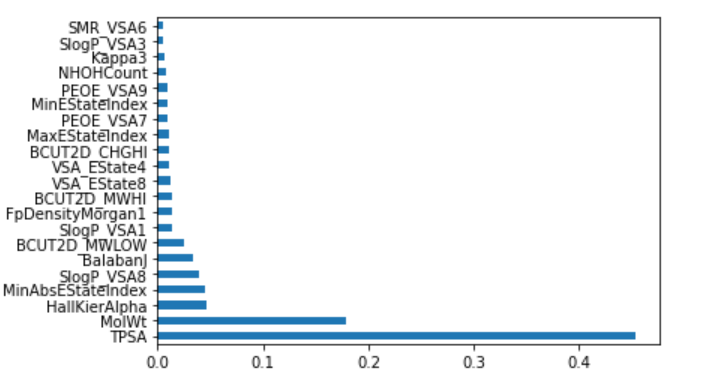 SMR_VSA6
SlogP_VSA3
Kappa3
NHOHCount
PEOE_VSA9
MinEStateIndex
PEOE_VSA7
MaxEStateIndex
BCUT2D_CHGHI
VSA_EState4
VSA_EState8
BCUT2D_MWHI
FpDensityMorgan1
SlogP_VSA1
BCUT2D_MWLOW
BalabanJ
SlogP_VSA8
MinAbsEStateIndex
HallKierAlpha
MolWt
TPSA
0.0 0.1 0.2 0.3 0.4